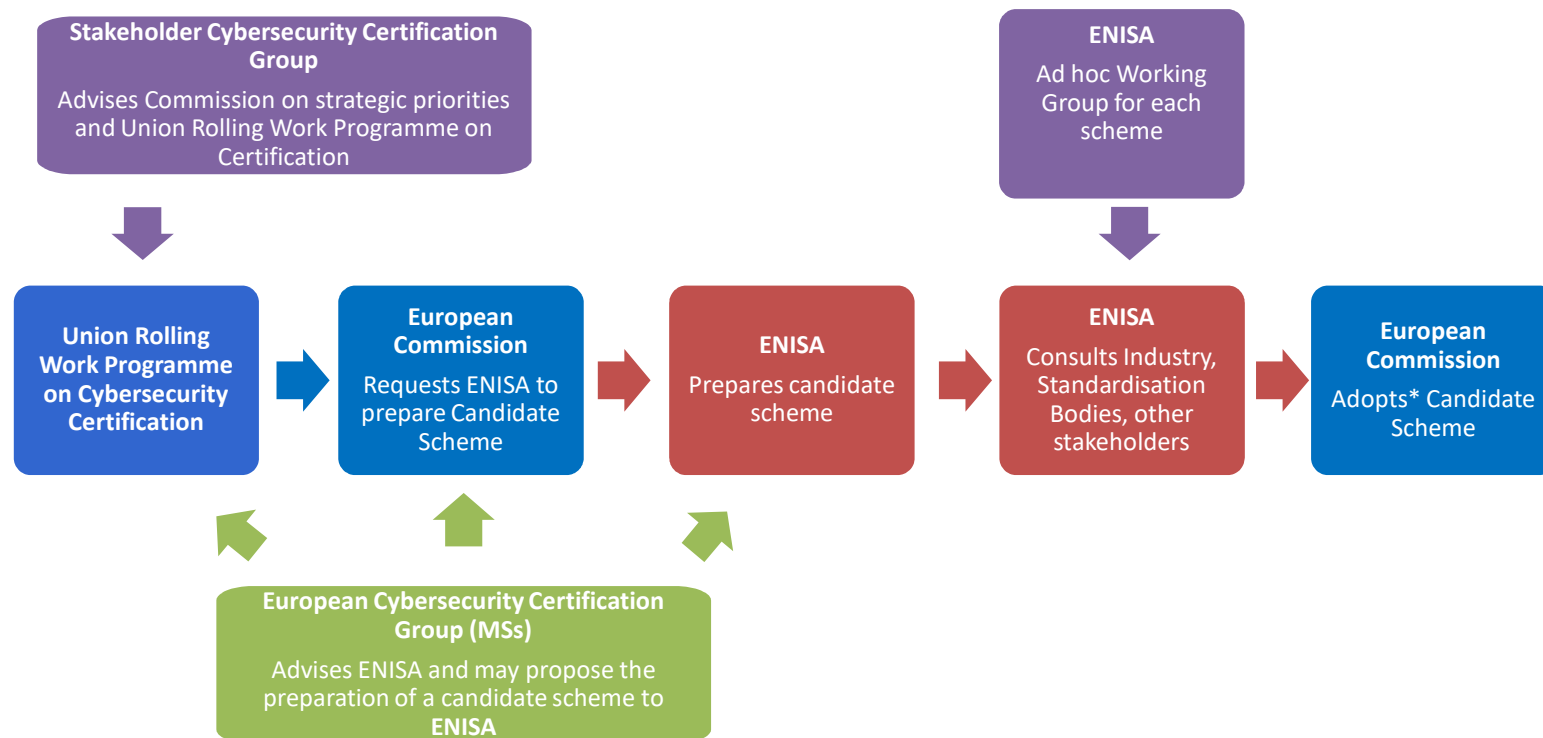 Stakeholder Cybersecurity Certification
Group
Advises Commission on strategic priorities
and Union Rolling Work Programme on
Certification
ENISA
Ad hoc Working
Group for each
scheme
Union Rolling
Work Programme
on Cybersecurity
Certification
European
Commission
Requests ENISA to
prepare Candidate
Scheme
ENISA
Prepares candidate
scheme
ENISA
Consults Industry,
Standardisation
Bodies, other
stakeholders
European
Commission
Adopts* Candidate
Scheme
European Cybersecurity Certification
Group (MSs)
Advises ENISA and may propose the
preparation of a candidate scheme to
ENISA